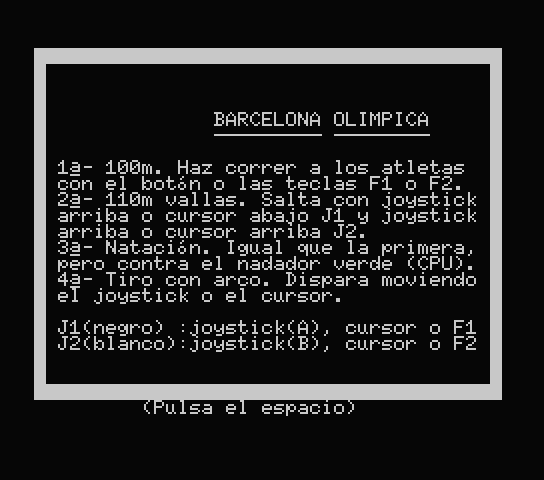 BARCELONA OLIMPICA
1a- 100m. Haz correr a los atletas
con el botón o las teclas F1 o F2.
2a- 110m vallas. Salta con joystick
arriba o cursor abajo J1 y joystick
arriba o cursor arriba J2.
3a- Natación. Igual que la primera,
pero contra el nadador verde (CPU).
4a- Tiro con arco. Dispara moviendo
el joystick o el cursor.
J1(negro) :joystick(A), cursor o F1
J2(blanco):joystick(B), cursor o F2
(Pulsa el espacio)